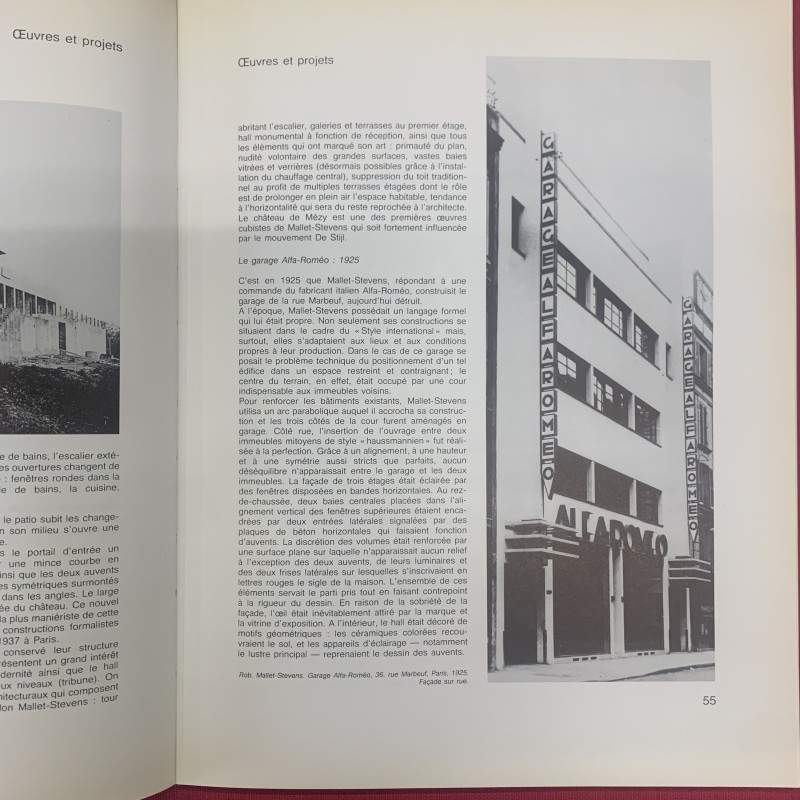 Œuvres et projets
e de bains, l'escalier exté-
es ouvertures changent de
: fenêtres rondes dans la
le de bains, la cuisine,
le patio subit les change-
n son milieu s'ouvre une
e.
s le portail d'entrée un
r une mince courbe en
insi que les deux auvents
es symétriques surmontés
dans les angles. Le large
ée du château. Ce nouvel
la plus maniériste de cette
constructions formalistes
1937 à Paris.
conservé leur structure
résentent un grand intérêt
dernité ainsi que le hall
ux niveaux (tribune). On
hitecturaux qui composent
lon Mallet-Stevens : tour
Œuvres et projets
abritant l'escalier, galeries et terrasses au premier étage,
hall monumental à fonction de réception, ainsi que tous
les éléments qui ont marqué son art : primauté du plan,
nudité volontaire des grandes surfaces, vastes baies
vitrées et verrières (désormais possibles grâce à l'instal-
lation du chauffage central), suppression du toit tradition-
nel au profit de multiples terrasses étagées dont le rôle
est de prolonger en plein air l'espace habitable, tendance
à l'horizontalité qui sera du reste reprochée à l'architecte.
Le château de Mézy est une des premières œuvres
cubistes de Mallet-Stevens qui soit fortement influencée
par le mouvement De Stijl.
Le garage Alfa-Roméo : 1925
C'est en 1925 que Mallet-Stevens, répondant à une
commande du fabricant italien Alfa-Roméo, construisit le
garage de la rue Marbeuf, aujourd'hui détruit.
A l'époque, Mallet-Stevens possédait un langage formel
qui lui était propre. Non seulement ses constructions se
situaient dans le cadre du « Style international » mais,
surtout, elles s'adaptaient aux lieux et aux conditions
propres à leur production. Dans le cas de ce garage se
posait le problème technique du positionnement d'un tel
édifice dans un espace restreint et contraignant ; le
centre du terrain, en effet, était occupé par une cour
indispensable aux immeubles voisins.
Pour renforcer les bâtiments existants, Mallet-Stevens
utilisa un arc parabolique auquel il accrocha sa construc-
tion et les trois côtés de la cour furent aménagés en
garage. Côté rue, l'insertion de l'ouvrage entre deux
immeubles mitoyens de style « haussmannien » fut réali-
sée à la perfection. Grâce à un alignement, à une hauteur
et à une symétrie aussi stricts que parfaits, aucun
déséquilibre n'apparaissait entre le garage et les deux
immeubles. La façade de trois étages était éclairée par
des fenêtres disposées en bandes horizontales. Au rez-
de-chaussée, deux baies centrales placées dans l'ali-
gnement vertical des fenêtres supérieures étaient enca-
drées par deux entrées latérales signalées par des
plaques de béton horizontales qui faisaient fonction
d'auvents. La discrétion des volumes était renforcée par
une surface plane sur laquelle n'apparaissait aucun relief
à l'exception des deux auvents, de leurs luminaires et
des deux frises latérales sur lesquelles s'inscrivaient en
lettres rouges le sigle de la maison. L'ensemble de ces
éléments servait le parti pris tout en faisant contrepoint
à la rigueur du dessin. En raison de la sobriété de la
façade, l'œil était inévitablement attiré par la marque et
la vitrine d'exposition. A l'intérieur, le hall était décoré de
motifs géométriques : les céramiques colorées recou-
vraient le sol, et les appareils d'éclairage — notamment
le lustre principal — reprenaient le dessin des auvents.
Rob. Mallet-Stevens. Garage Alfa-Roméo, 36, rue Marbeuf, Paris, 1925.
Façade sur rue.
GARAGE ALFA ROMEO
ALFA ROMEO
GARAGE ALFA ROMEO
55